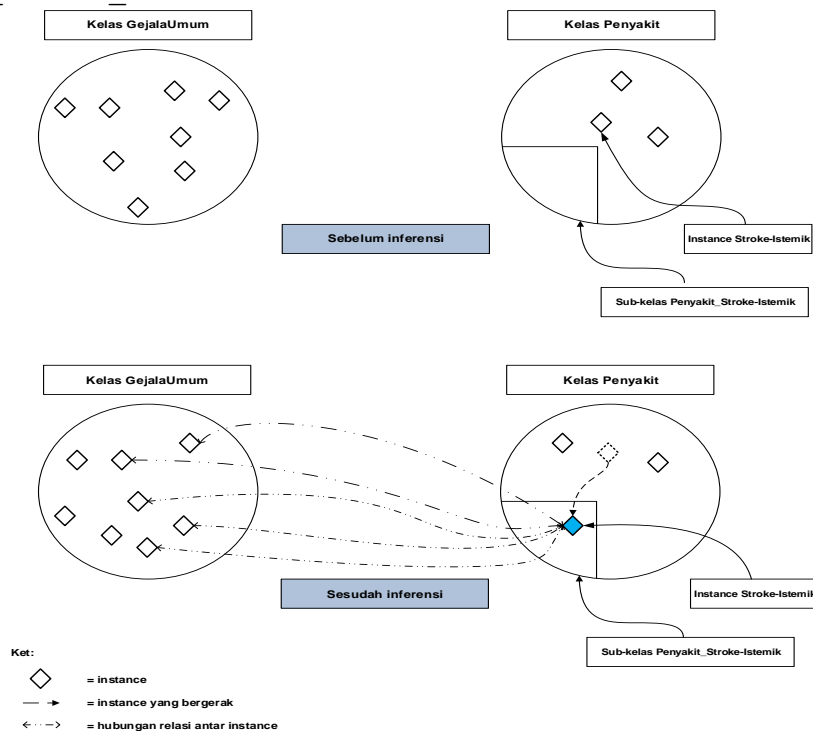 Kelas GejalaUmum
Kelas Penyakit
Sebelum inferensi
Instance Stroke-Istemik
Sub-kelas Penyakit_Stroke-Istemik
Kelas GejalaUmum
Kelas Penyakit
Sesudah inferensi
Instance Stroke-Istemik
Sub-kelas Penyakit_Stroke-Istemik
Ket:
= instance
= instance yang bergerak
= hubungan relasi antar instance